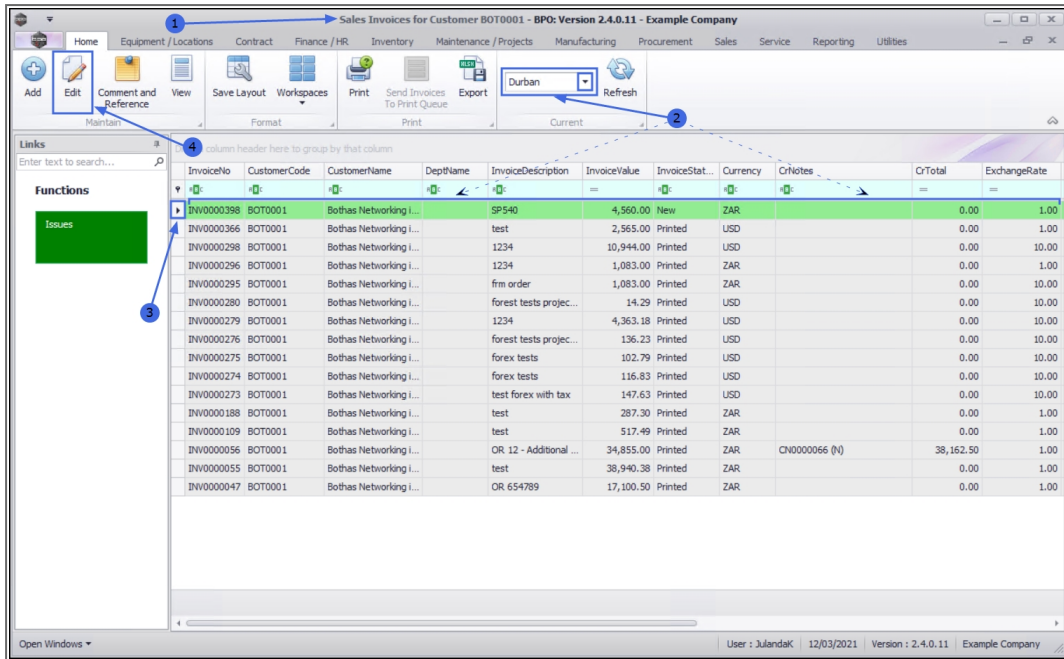 Sales Invoices for Customer BOT0001 - BPO: Version 2.4.0.11 - Example Company
1
Home Equipment / Locations Contract Finance / HR Inventory Maintenance / Projects Manufacturing Procurement Sales Service Reporting Utilities
Add Edit Comment and Reference View Save Layout Workspaces Print Send Invoices To Print Queue Export Durban Refresh
Maintain Format Print Current
2
4
Links
column header here to group by that column
Enter text to search...
InvoiceNo CustomerCode CustomerName DeptName InvoiceDescription InvoiceValue InvoiceStat... Currency CrNotes CrTotal ExchangeRate
Functions
Issues
INV0000398 BOT0001 Bothas Networking i... SP540 4,560.00 New ZAR 0.00 1.00
INV0000366 BOT0001 Bothas Networking i... test 2,565.00 Printed USD 0.00 1.00
INV0000298 BOT0001 Bothas Networking i... 1234 10,944.00 Printed USD 0.00 10.00
INV0000296 BOT0001 Bothas Networking i... 1234 1,083.00 Printed ZAR 0.00 1.00
INV0000295 BOT0001 Bothas Networking i... frm order 1,083.00 Printed ZAR 0.00 10.00
INV0000280 BOT0001 Bothas Networking i... forest tests projec... 14.29 Printed USD 0.00 10.00
3
INV0000279 BOT0001 Bothas Networking i... 1234 4,363.18 Printed USD 0.00 10.00
INV0000276 BOT0001 Bothas Networking i... forest tests projec... 136.23 Printed USD 0.00 10.00
INV0000275 BOT0001 Bothas Networking i... forex tests 102.79 Printed USD 0.00 10.00
INV0000274 BOT0001 Bothas Networking i... forex tests 116.83 Printed USD 0.00 10.00
INV0000273 BOT0001 Bothas Networking i... test forex with tax 147.63 Printed USD 0.00 10.00
INV0000188 BOT0001 Bothas Networking i... test 287.30 Printed ZAR 0.00 1.00
INV0000109 BOT0001 Bothas Networking i... test 517.49 Printed ZAR 0.00 1.00
INV0000056 BOT0001 Bothas Networking i... OR 12 - Additional ... 34,855.00 Printed ZAR CN0000066 (N) 38,162.50 1.00
INV0000055 BOT0001 Bothas Networking i... test 38,940.38 Printed ZAR 0.00 1.00
INV0000047 BOT0001 Bothas Networking i... OR 654789 17,100.50 Printed ZAR 0.00 1.00
Open Windows User : JulandaK 12/03/2021 Version : 2.4.0.11 Example Company